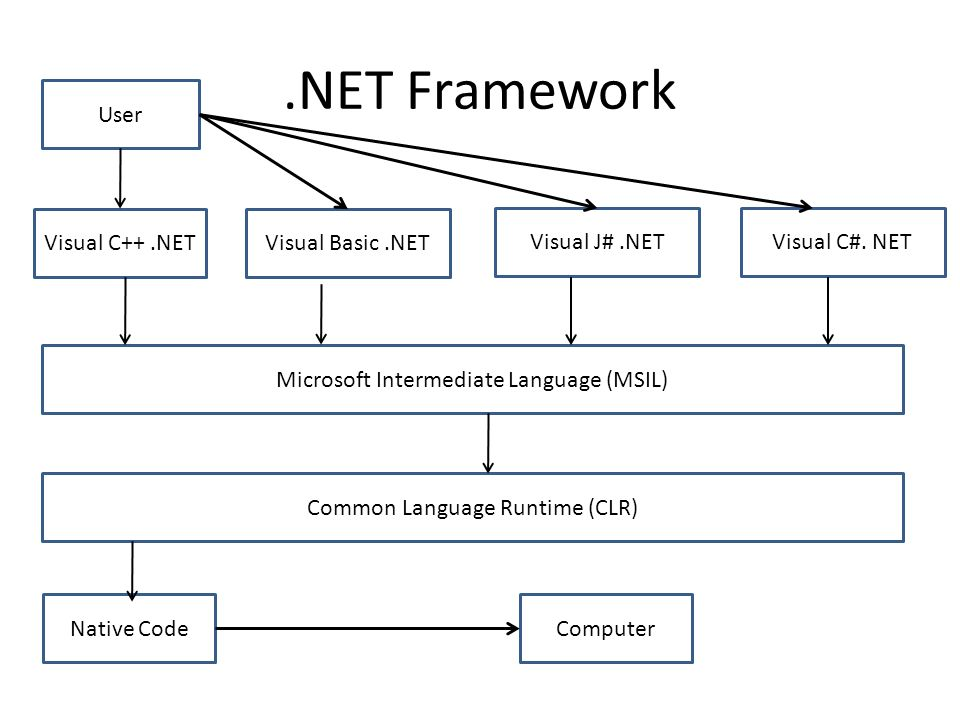 .NET Framework
User
Visual C++ .NET
Visual Basic .NET
Visual J# .NET
Visual C#. NET
Microsoft Intermediate Language (MSIL)
Common Language Runtime (CLR)
Native Code
Computer